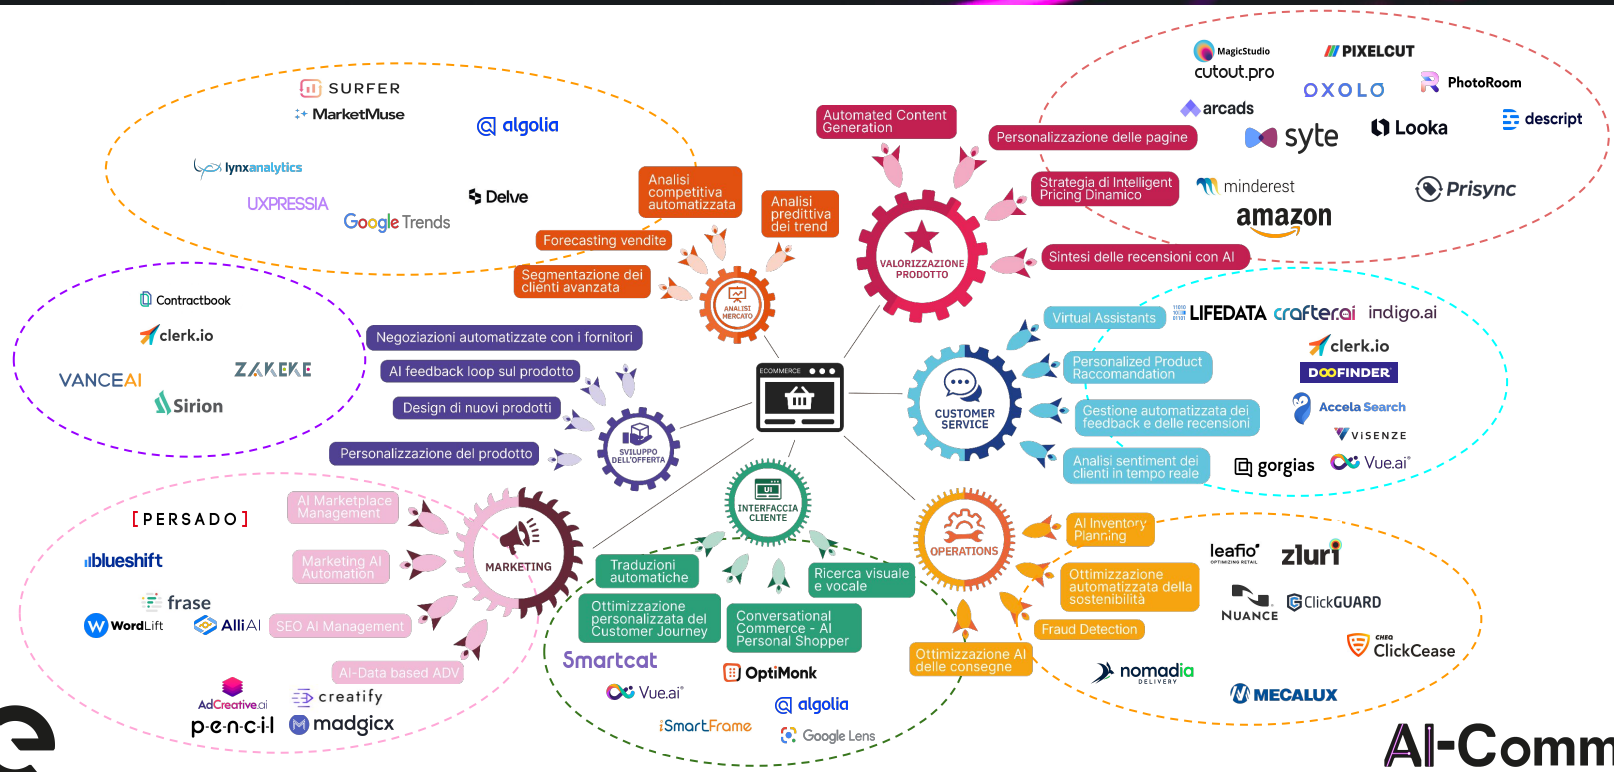 SURFER
MarketMuse
algolia
lynxanalytics
UXPRESSIA
Delve
Google Trends
Analisi
competitiva
automatizzata
Analisi
predittiva
dei trend
Forecasting vendite
Segmentazione dei
clienti avanzata
ANALISI
MERCATO
Automated Content
Generation
Personalizzazione delle pagine
Strategia di Intelligent
Pricing Dinamico
Sintesi delle recensioni con AI
VALORIZZAZIONE
PRODOTTO
MagicStudio
cutout.pro
PIXELCUT
OXOLO
PhotoRoom
arcads
syte
Looka
descript
minderest
Prisync
amazon
Contractbook
clerk.io
VANCEAI
ZAKEKE
Sirion
Negoziazioni automatizzate con i fornitori
AI feedback loop sul prodotto
Design di nuovi prodotti
Personalizzazione del prodotto
SVILUPPO
DELL'OFFERTA
ECOMMERCE
CUSTOMER
SERVICE
Virtual Assistants
Personalized Product
Raccomandation
Gestione automatizzata dei
feedback e delle recensioni
Analisi sentiment dei
clienti in tempo reale
LIFEDATA
crafter.ai
indigo.ai
clerk.io
DOOFINDER
Accela Search
ViSENZE
gorgias
Vue.ai
[PERSADO]
blueshift
frase
WordLift
AlliAI
AdCreative.ai
creatify
p-e-n-c-i-l
madgicx
AI Marketplace
Management
Marketing AI
Automation
SEO AI Management
AI-Data based ADV
MARKETING
UI
INTERFACCIA
CLIENTE
Traduzioni
automatiche
Ottimizzazione
personalizzata del
Customer Journey
Conversational
Commerce - AI
Personal Shopper
Ricerca visuale
e vocale
Smartcat
OptiMonk
Vue.ai
algolia
iSmartFrame
Google Lens
OPERATIONS
AI Inventory
Planning
Ottimizzazione
automatizzata della
sostenibilità
Fraud Detection
Ottimizzazione AI
delle consegne
leafio
OPTIMIZING RETAIL
zluri
NUANCE
ClickGUARD
CHEQ
ClickCease
nomadia
DELIVERY
MECALUX
e
AI-Comm